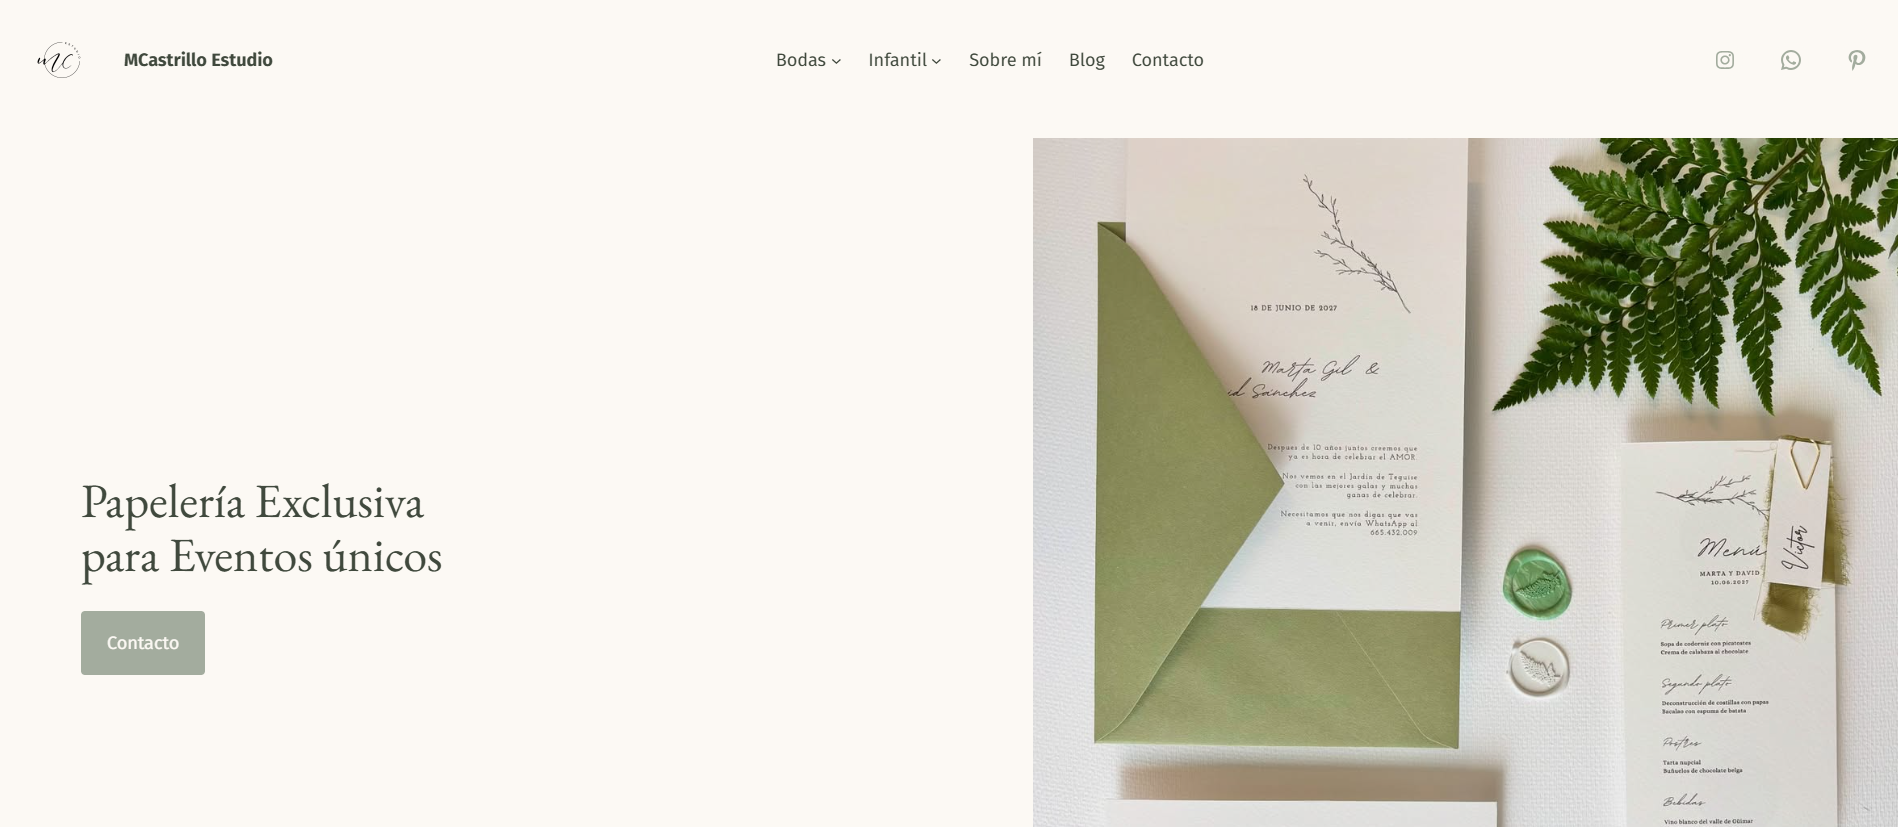 MC
MCastrillo Estudio
Bodas
Infantil
Sobre mí
Blog
Contacto
Papelería Exclusiva
para Eventos únicos
Contacto
18 DE JUNIO DE 2027
Marta Gil &
id Sánchez
Despues de 10 años juntos creemos que
ya es hora de celebrar el AMOR.
Nos vemos en el Jardín de Teguise
con las mejores galas y muchas
ganas de celebrar.
Necesitamos que nos digas que vas
a venir, envía WhatsApp al
665.432.009
Menú
MARTA Y DAVID
10.06.2027
Victor
Primer plato
Sopa de codorniz con picatostes
Crema de calabaza al chocolate
Segundo plato
Deconstrucción de costillas con papas
Bacalao con espuma de batata
Postres
Tarta nupcial
Buñuelos de chocolate belga
Bebidas
Vino blanco del valle de Güímar